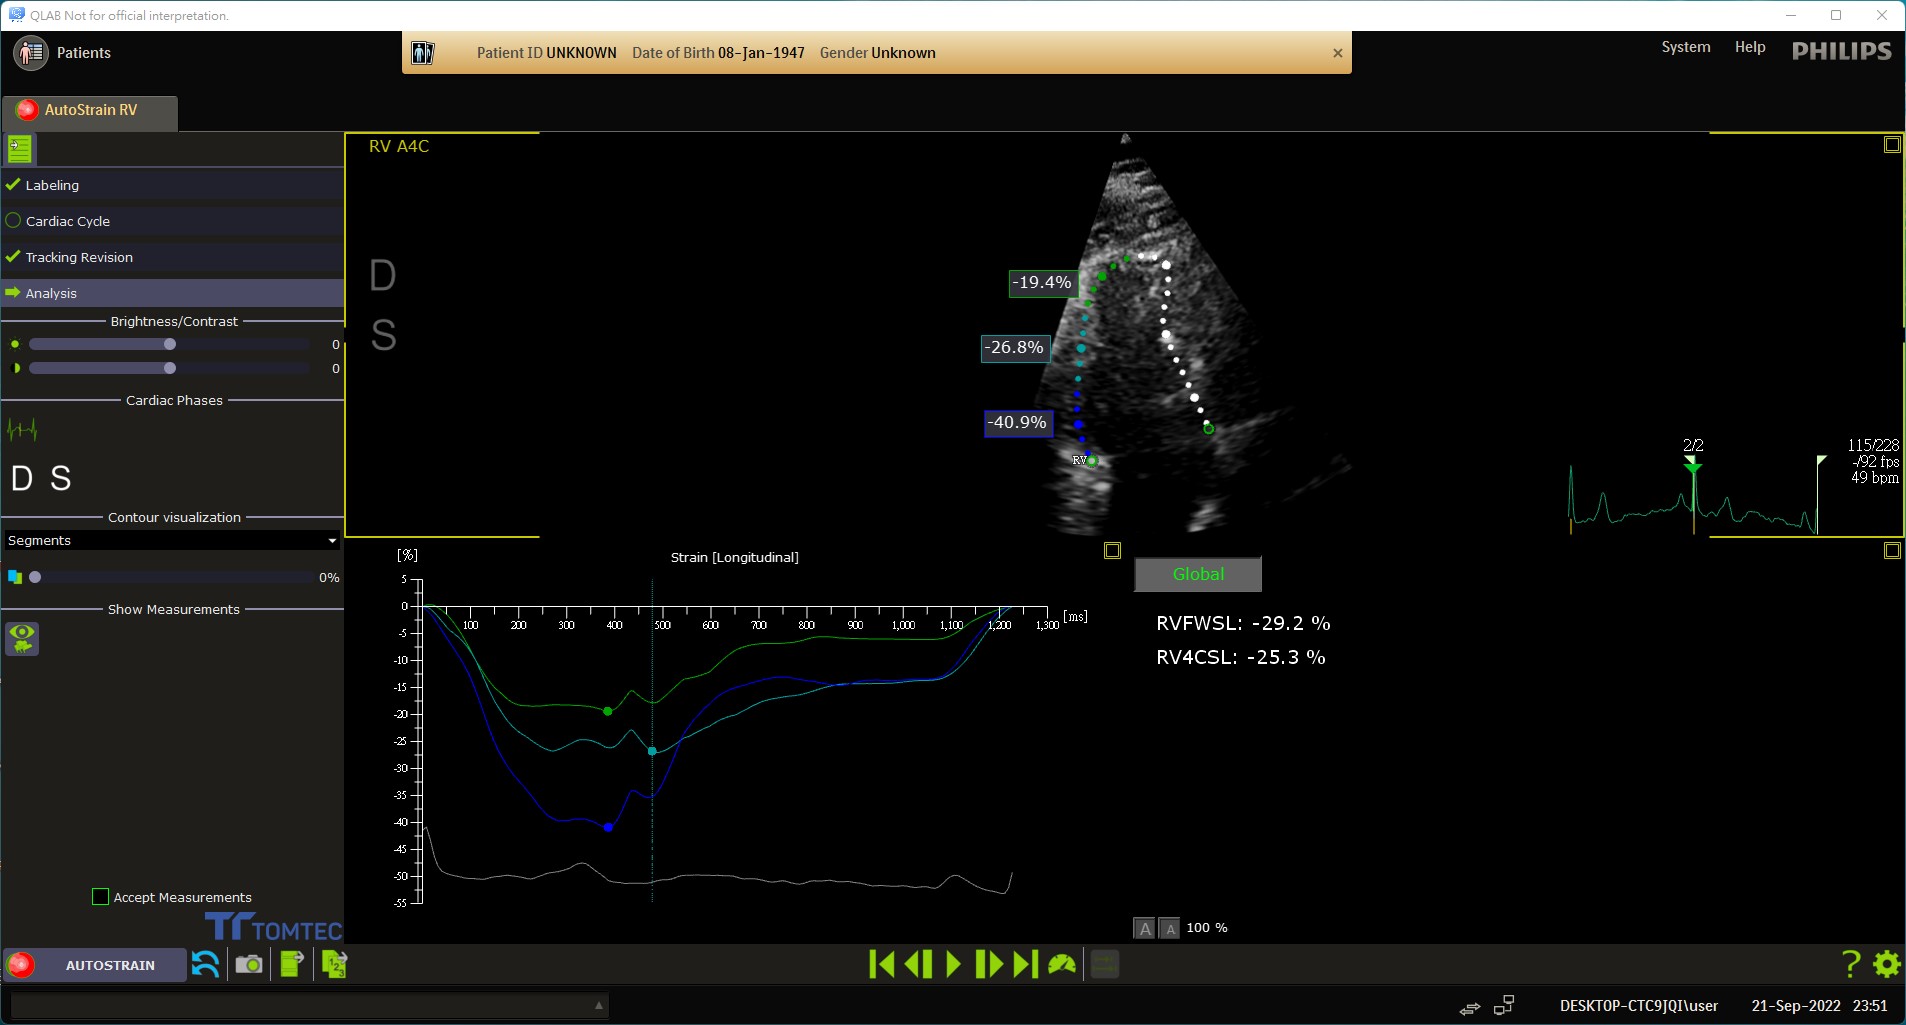 QLAB Not for official interpretation.
Patients
Patient ID UNKNOWN Date of Birth 08-Jan-1947 Gender Unknown
System Help PHILIPS
AutoStrain RV
Labeling
Cardiac Cycle
Tracking Revision
Analysis
Brightness/Contrast
0
0
Cardiac Phases
D S
Contour visualization
Segments
0%
Show Measurements
Accept Measurements
TOMTEC
RV A4C
D
S
-19.4%
-26.8%
-40.9%
RV
2/2
115/228
-/92 fps
49 bpm
[%]
Strain [Longitudinal]
5
0
-5
-10
-15
-20
-25
-30
-35
-40
-45
-50
-55
100 200 300 400 500 600 700 800 900 1,000 1,100 1,200 1,300 [ms]
Global
RVFWSL: -29.2 %
RV4CSL: -25.3 %
A A 100 %
AUTOSTRAIN
123
?
DESKTOP-CTC9JQI\user 21-Sep-2022 23:51